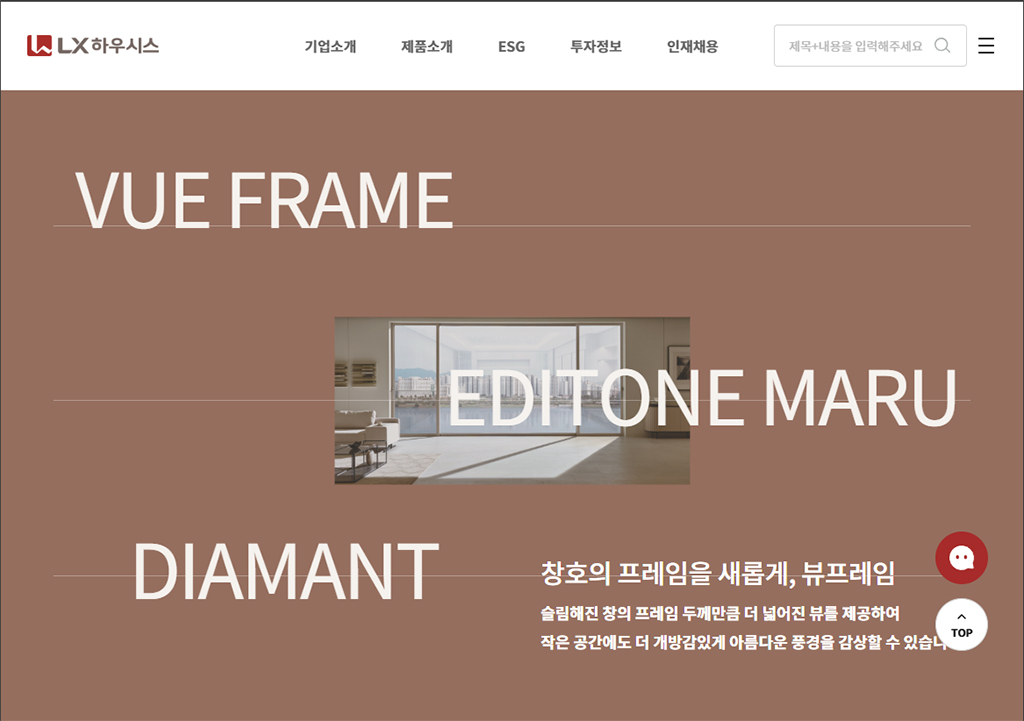 LX하우시스
기업소개
제품소개
ESG
투자정보
인재채용
제목+내용을 입력해주세요
VUE FRAME
EDITONE MARU
DIAMANT
창호의 프레임을 새롭게, 뷰프레임
슬림해진 창의 프레임 두께만큼 더 넓어진 뷰를 제공하여
작은 공간에도 더 개방감있게 아름다운 풍경을 감상할 수
TOP